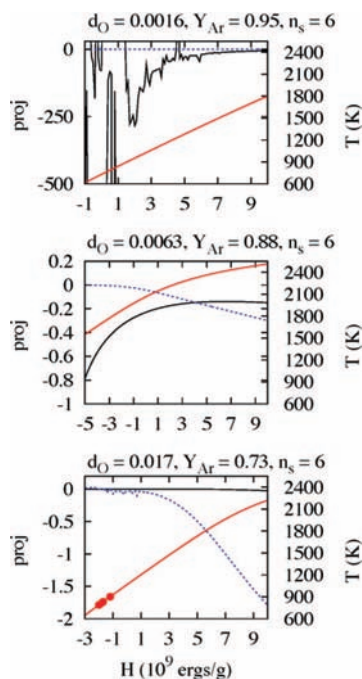 d_O = 0.0016, Y_Ar = 0.95, n_s = 6
0
-250
-500
proj
2400
2100
1800
1500
1200
900
600
T (K)
-1 1 3 5 7 9
d_O = 0.0063, Y_Ar = 0.88, n_s = 6
0.2
0
-0.2
-0.4
-0.6
-0.8
-1
proj
2400
2100
1800
1500
1200
900
600
T (K)
-5 -3 -1 1 3 5 7 9
d_O = 0.017, Y_Ar = 0.73, n_s = 6
0
-0.5
-1
-1.5
-2
proj
2400
2100
1800
1500
1200
900
600
T (K)
-3 -1 1 3 5 7 9
H (10^9 ergs/g)